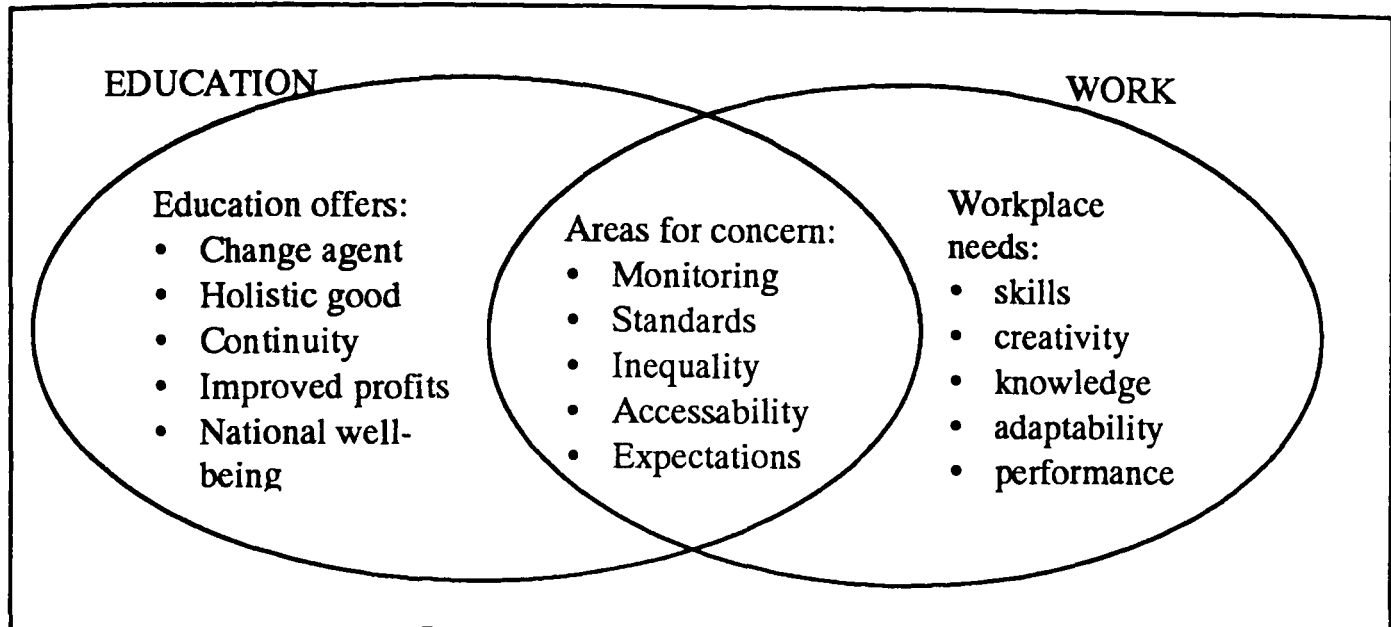 EDUCATION
WORK
Education offers:
• Change agent
• Holistic good
• Continuity
• Improved profits
• National well-
being
Areas for concern:
• Monitoring
• Standards
• Inequality
• Accessability
• Expectations
Workplace
needs:
• skills
• creativity
• knowledge
• adaptability
• performance